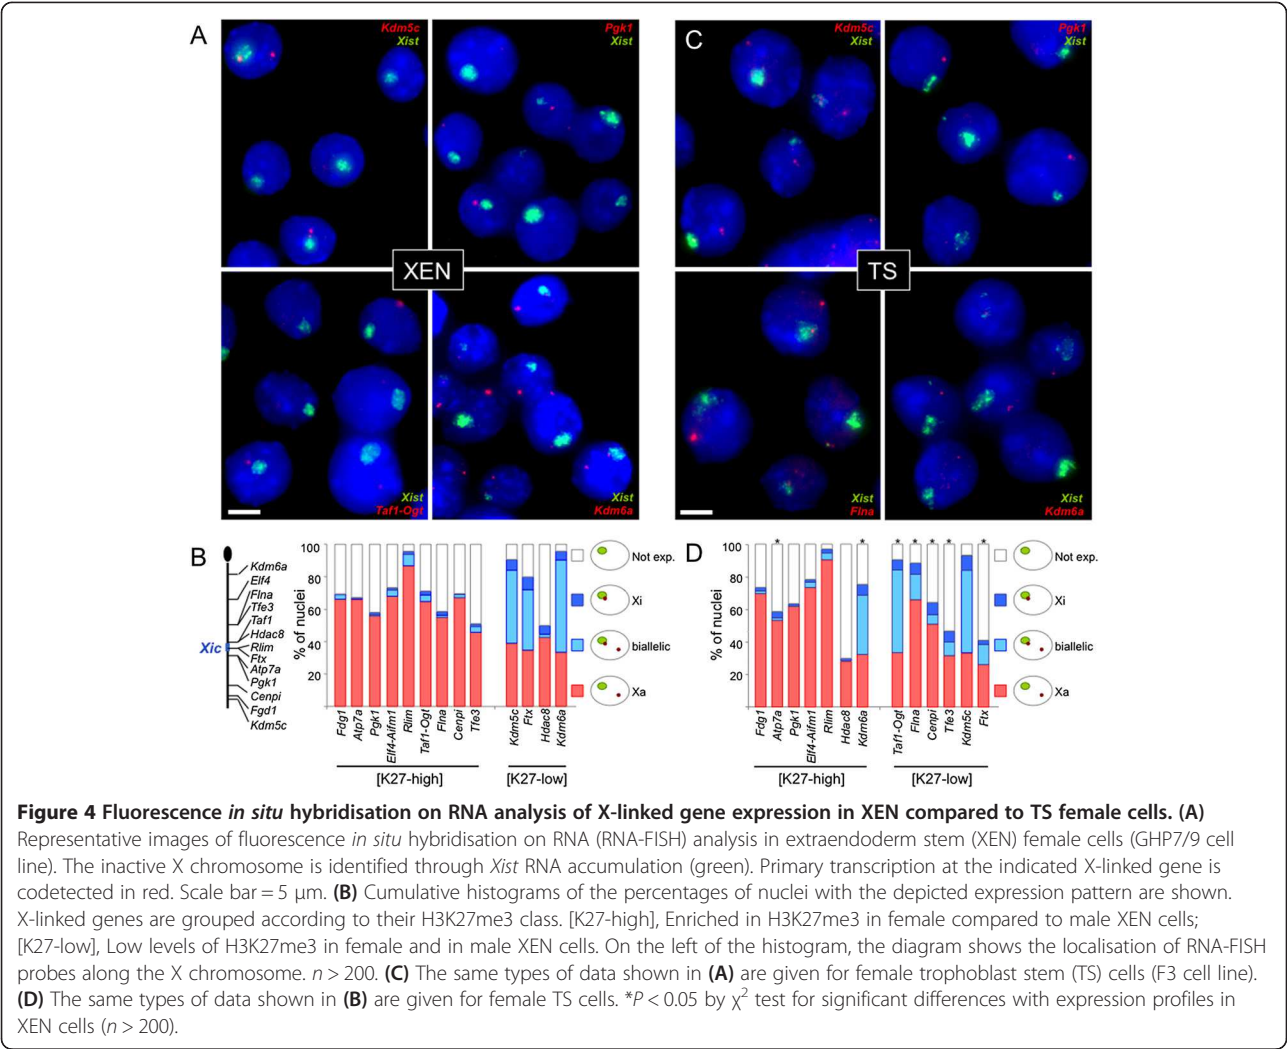 A
Kdm5c
Xist
Pgk1
Xist
XEN
Xist
Taf1-Ogt
Xist
Kdm6a
C
Kdm5c
Xist
Pgk1
Xist
TS
Xist
Flna
Xist
Kdm6a
B
Kdm6a
Elf4
Flna
Tfe3
Taf1
Hdac8
Xic
Rlim
Ftx
Atp7a
Pgk1
Cenpi
Fgd1
Kdm5c
% of nuclei
100
80
60
40
20
Fdg1
Atp7a
Pgk1
Elf4-Aifm1
Rlim
Taf1-Ogt
Flna
Cenpi
Tfe3
[K27-high]
Kdm5c
Ftx
Hdac8
Kdm6a
[K27-low]
Not exp.
Xi
biallelic
Xa
D
% of nuclei
100
80
60
40
20
* * * * * * *
Fdg1
Atp7a
Pgk1
Elf4-Aifm1
Rlim
Hdac8
Kdm6a
[K27-high]
Taf1-Ogt
Flna
Cenpi
Tfe3
Kdm5c
Ftx
[K27-low]
Not exp.
Xi
biallelic
Xa
Figure 4 Fluorescence in situ hybridisation on RNA analysis of X-linked gene expression in XEN compared to TS female cells. (A)
Representative images of fluorescence in situ hybridisation on RNA (RNA-FISH) analysis in extraendoderm stem (XEN) female cells (GHP7/9 cell
line). The inactive X chromosome is identified through Xist RNA accumulation (green). Primary transcription at the indicated X-linked gene is
codetected in red. Scale bar = 5 μm. (B) Cumulative histograms of the percentages of nuclei with the depicted expression pattern are shown.
X-linked genes are grouped according to their H3K27me3 class. [K27-high], Enriched in H3K27me3 in female compared to male XEN cells;
[K27-low], Low levels of H3K27me3 in female and in male XEN cells. On the left of the histogram, the diagram shows the localisation of RNA-FISH
probes along the X chromosome. n > 200. (C) The same types of data shown in (A) are given for female trophoblast stem (TS) cells (F3 cell line).
(D) The same types of data shown in (B) are given for female TS cells. *P < 0.05 by χ2 test for significant differences with expression profiles in
XEN cells (n > 200).